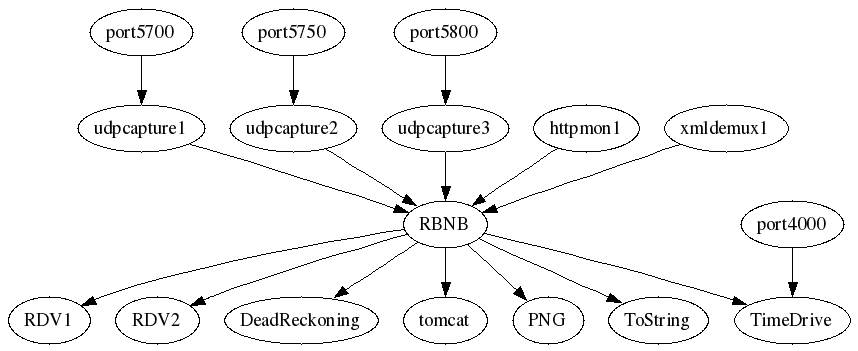 port5700
port5750
port5800
udpcapture1
udpcapture2
udpcapture3
httpmon1
xmldemux1
RBNB
port4000
RDV1
RDV2
DeadReckoning
tomcat
PNG
ToString
TimeDrive